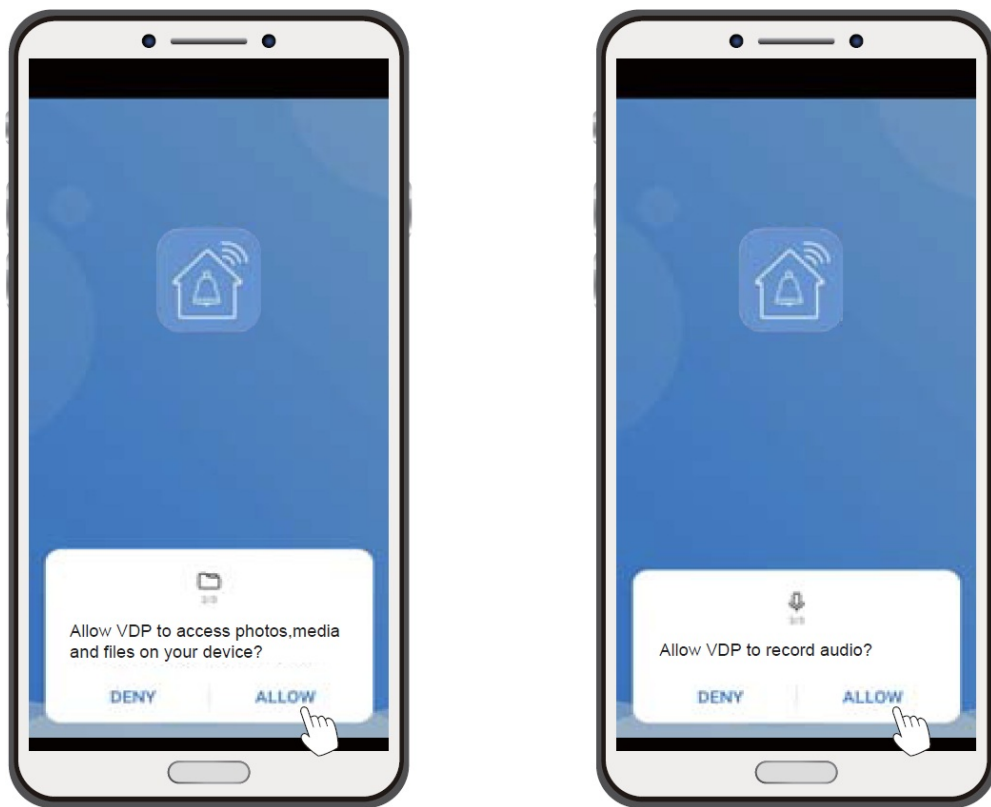 Allow VDP to access photos,media
and files on your device?
DENY
ALLOW
Allow VDP to record audio?
DENY
ALLOW